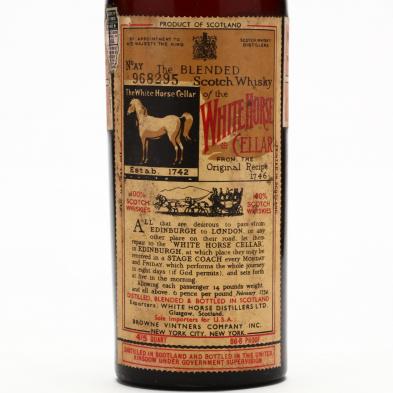 PRODUCT OF SCOTLAND
BY APPOINTMENT TO
HIS MAJESTY THE KING
SCOTCH WHISKY
DISTILLERS
No AY
968295
The BLENDED
Scotch Whisky
of the
The White Horse Cellar
WHITE HORSE
CELLAR
Estab. 1742
FROM THE
Original Recipe
1746
100%
SCOTCH
WHISKIES
100%
SCOTCH
WHISKIES
ALL that are desirous to pass from
EDINBURGH to LONDON, or any
other place on their road, let them
repair to the "WHITE HORSE CELLAR"
in EDINBURGH, at which place they may be
received in a STAGE COACH every MONDAY
and FRIDAY, which performs the whole journey
in eight days (if God permits), and sets forth
at five in the morning.
Allowing each passenger 14 pounds weight
and all above 6 pence per pound
DISTILLED, BLENDED & BOTTLED IN SCOTLAND
Exporters: WHITE HORSE DISTILLERS LTD.
Glasgow, Scotland.
Sole Importers for U.S.A.:
BROWNE VINTNERS COMPANY INC.
NEW YORK CITY, NEW YORK
4/5 QUART
86·8 PROOF
DISTILLED IN SCOTLAND AND BOTTLED IN THE UNITED
KINGDOM UNDER GOVERNMENT SUPERVISION